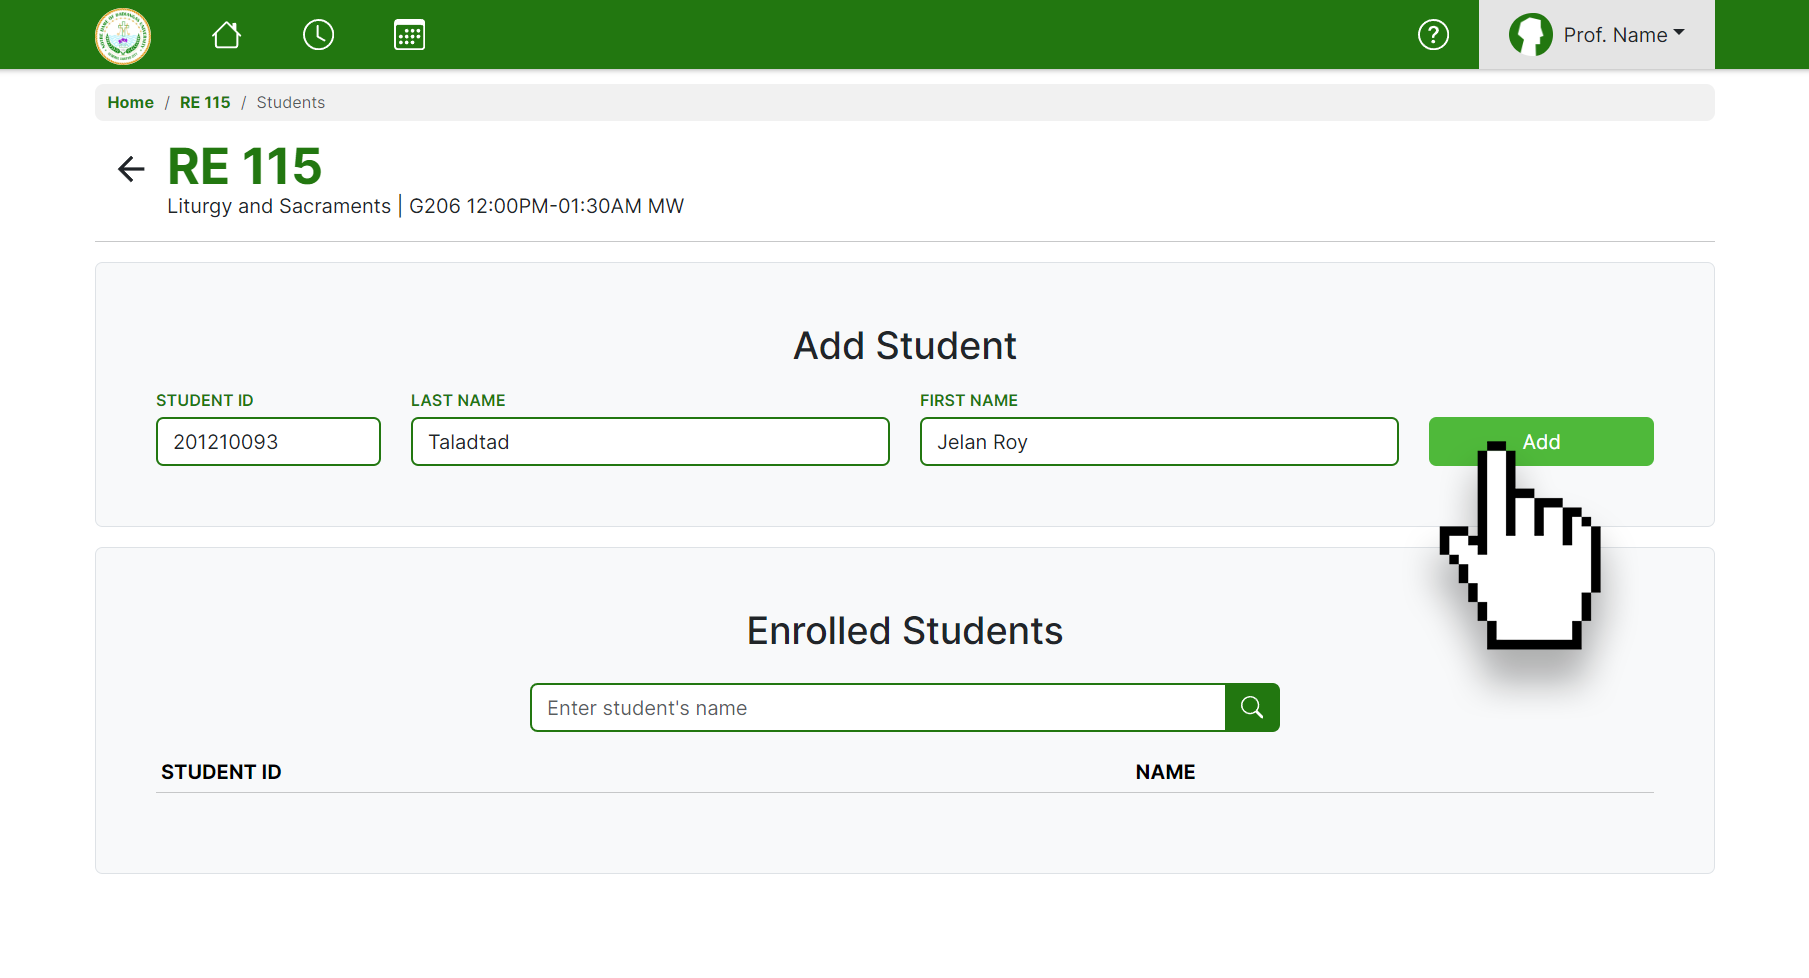 ? Prof. Name
Home / RE 115 / Students
RE 115
Liturgy and Sacraments | G206 12:00PM-01:30AM MW
Add Student
STUDENT ID LAST NAME FIRST NAME
201210093 Taladtad Jelan Roy Add
Enrolled Students
Enter student's name
STUDENT ID NAME